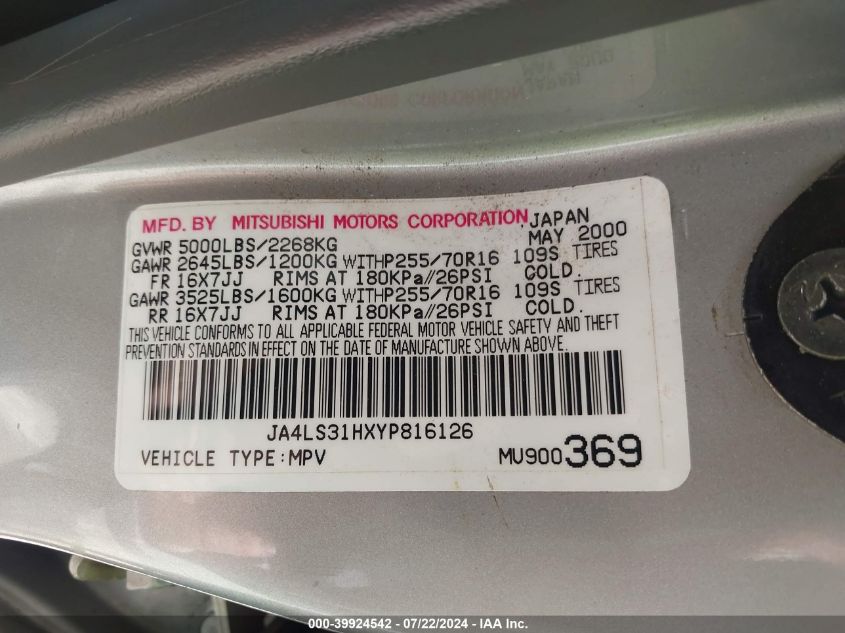 MFD. BY MITSUBISHI MOTORS CORPORATION, JAPAN
GVWR 5000LBS/2268KG MAY 2000
GAWR 2645LBS/1200KG WITHP255/70R16 109S TIRES
FR 16X7JJ RIMS AT 180KPa//26PSI COLD.
GAWR 3525LBS/1600KG WITHP255/70R16 109S TIRES
RR 16X7JJ RIMS AT 180KPa//26PSI COLD.
THIS VEHICLE CONFORMS TO ALL APPLICABLE FEDERAL MOTOR VEHICLE SAFETY AND THEFT
PREVENTION STANDARDS IN EFFECT ON THE DATE OF MANUFACTURE SHOWN ABOVE.
JA4LS31HXYP816126
VEHICLE TYPE:MPV MU900369
000-39924542 - 07/22/2024 - IAA Inc.